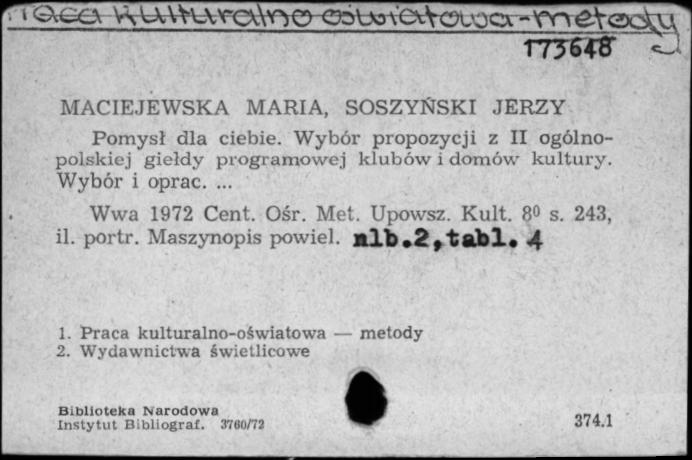 Praca kulturalno oświatowa-metody
173648
MACIEJEWSKA MARIA, SOSZYŃSKI JERZY
Pomysł dla ciebie. Wybór propozycji z II ogólno-
polskiej giełdy programowej klubów i domów kultury.
Wybór i oprac. ...
Wwa 1972 Cent. Ośr. Met. Upowsz. Kult. 8⁰ s. 243,
il. portr. Maszynopis powiel. nlb.2,tabl. 4
1. Praca kulturalno-oświatowa — metody
2. Wydawnictwa świetlicowe
Biblioteka Narodowa
Instytut Bibliograf. 3760/72
374.1